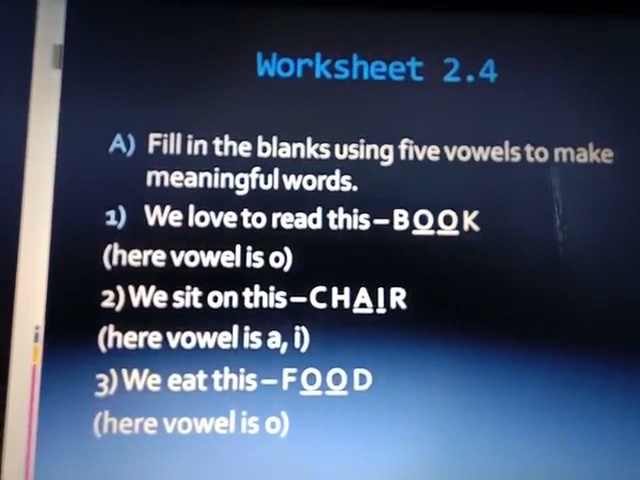 Worksheet 2.4
A) Fill in the blanks using five vowels to make
meaningful words.
1) We love to read this – BOOK
(here vowel is o)
2) We sit on this – CHAIR
(here vowel is a, i)
3) We eat this – FOOD
(here vowel is o)